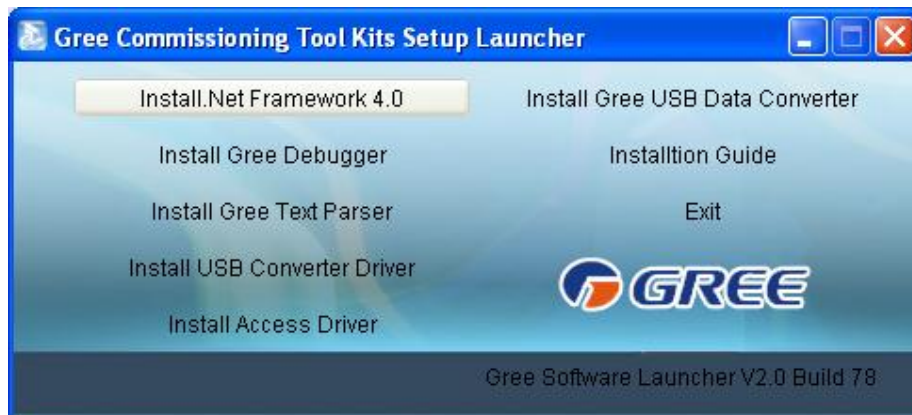 Gree Commissioning Tool Kits Setup Launcher
Install.Net Framework 4.0
Install Gree Debugger
Install Gree Text Parser
Install USB Converter Driver
Install Access Driver
Install Gree USB Data Converter
Installtion Guide
Exit
GREE
Gree Software Launcher V2.0 Build 78